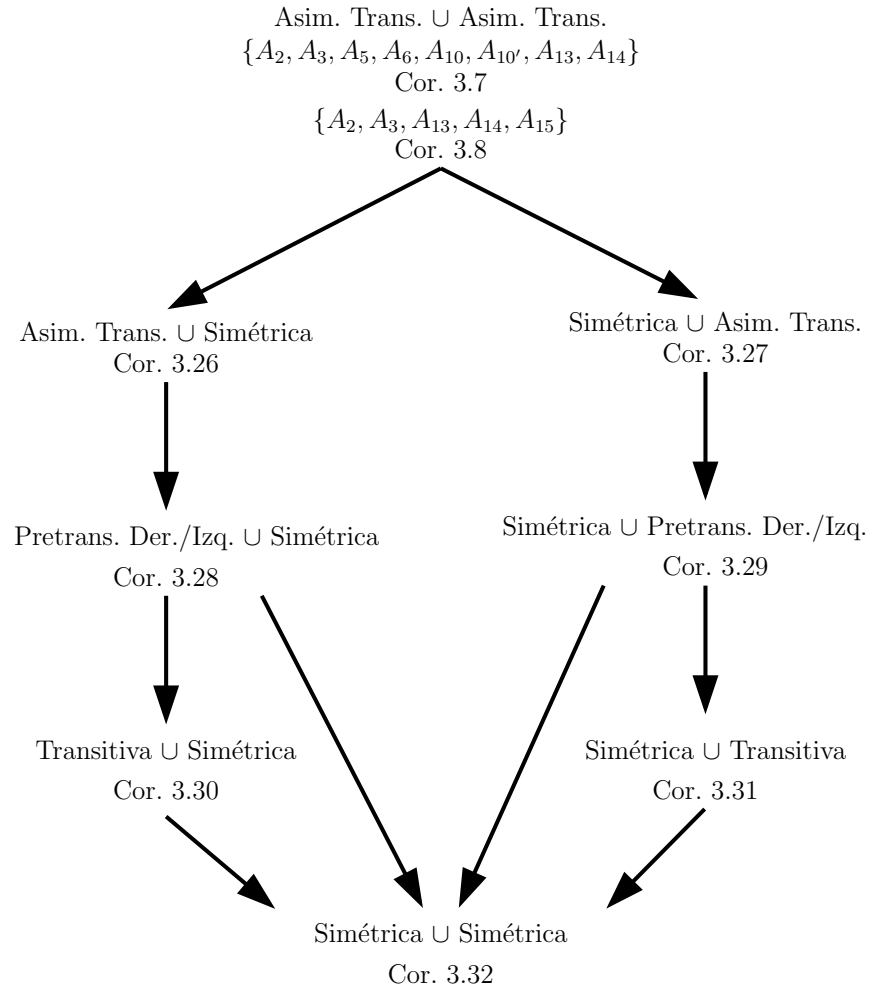 Asim. Trans. ∪ Asim. Trans.
{A₂, A₃, A₅, A₆, A₁₀, A₁₀′, A₁₃, A₁₄}
Cor. 3.7
{A₂, A₃, A₁₃, A₁₄, A₁₅}
Cor. 3.8
Asim. Trans. ∪ Simétrica
Cor. 3.26
Simétrica ∪ Asim. Trans.
Cor. 3.27
Pretrans. Der./Izq. ∪ Simétrica
Cor. 3.28
Simétrica ∪ Pretrans. Der./Izq.
Cor. 3.29
Transitiva ∪ Simétrica
Cor. 3.30
Simétrica ∪ Transitiva
Cor. 3.31
Simétrica ∪ Simétrica
Cor. 3.32